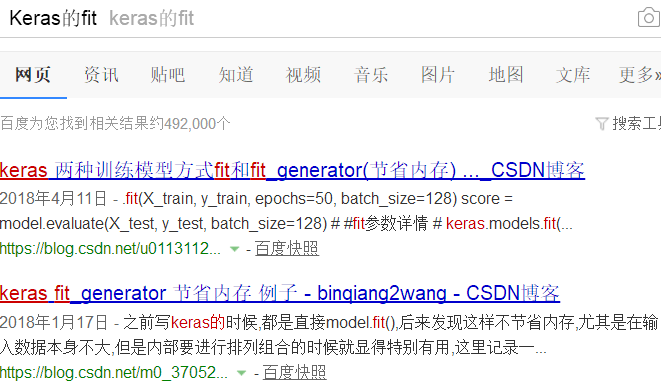 Keras的fit keras的fit
网页 资讯 贴吧 知道 视频 音乐 图片 地图 文库 更多»
百度为您找到相关结果约492,000个 搜索工具
keras 两种训练模型方式fit和fit_generator(节省内存) ..._CSDN博客
2018年4月11日 - .fit(X_train, y_train, epochs=50, batch_size=128) score =
model.evaluate(X_test, y_test, batch_size=128) # #fit参数详情 # keras.models.fit(...
https://blog.csdn.net/u0113112... - 百度快照
keras fit_generator 节省内存 例子 - binqiang2wang - CSDN博客
2018年1月17日 - 之前写keras的时候,都是直接model.fit(),后来发现这样不节省内存,尤其是在输
入数据本身不大,但是内部要进行排列组合的时候就显得特别有用,这里记录一...
https://blog.csdn.net/m0_37052... - 百度快照